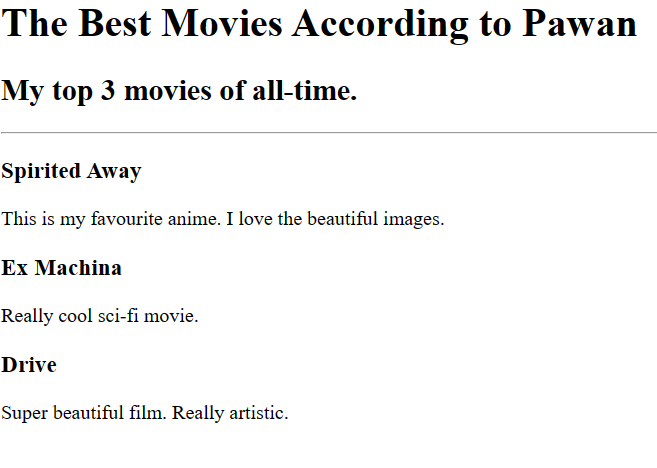 The Best Movies According to Pawan
My top 3 movies of all-time.
Spirited Away
This is my favourite anime. I love the beautiful images.
Ex Machina
Really cool sci-fi movie.
Drive
Super beautiful film. Really artistic.